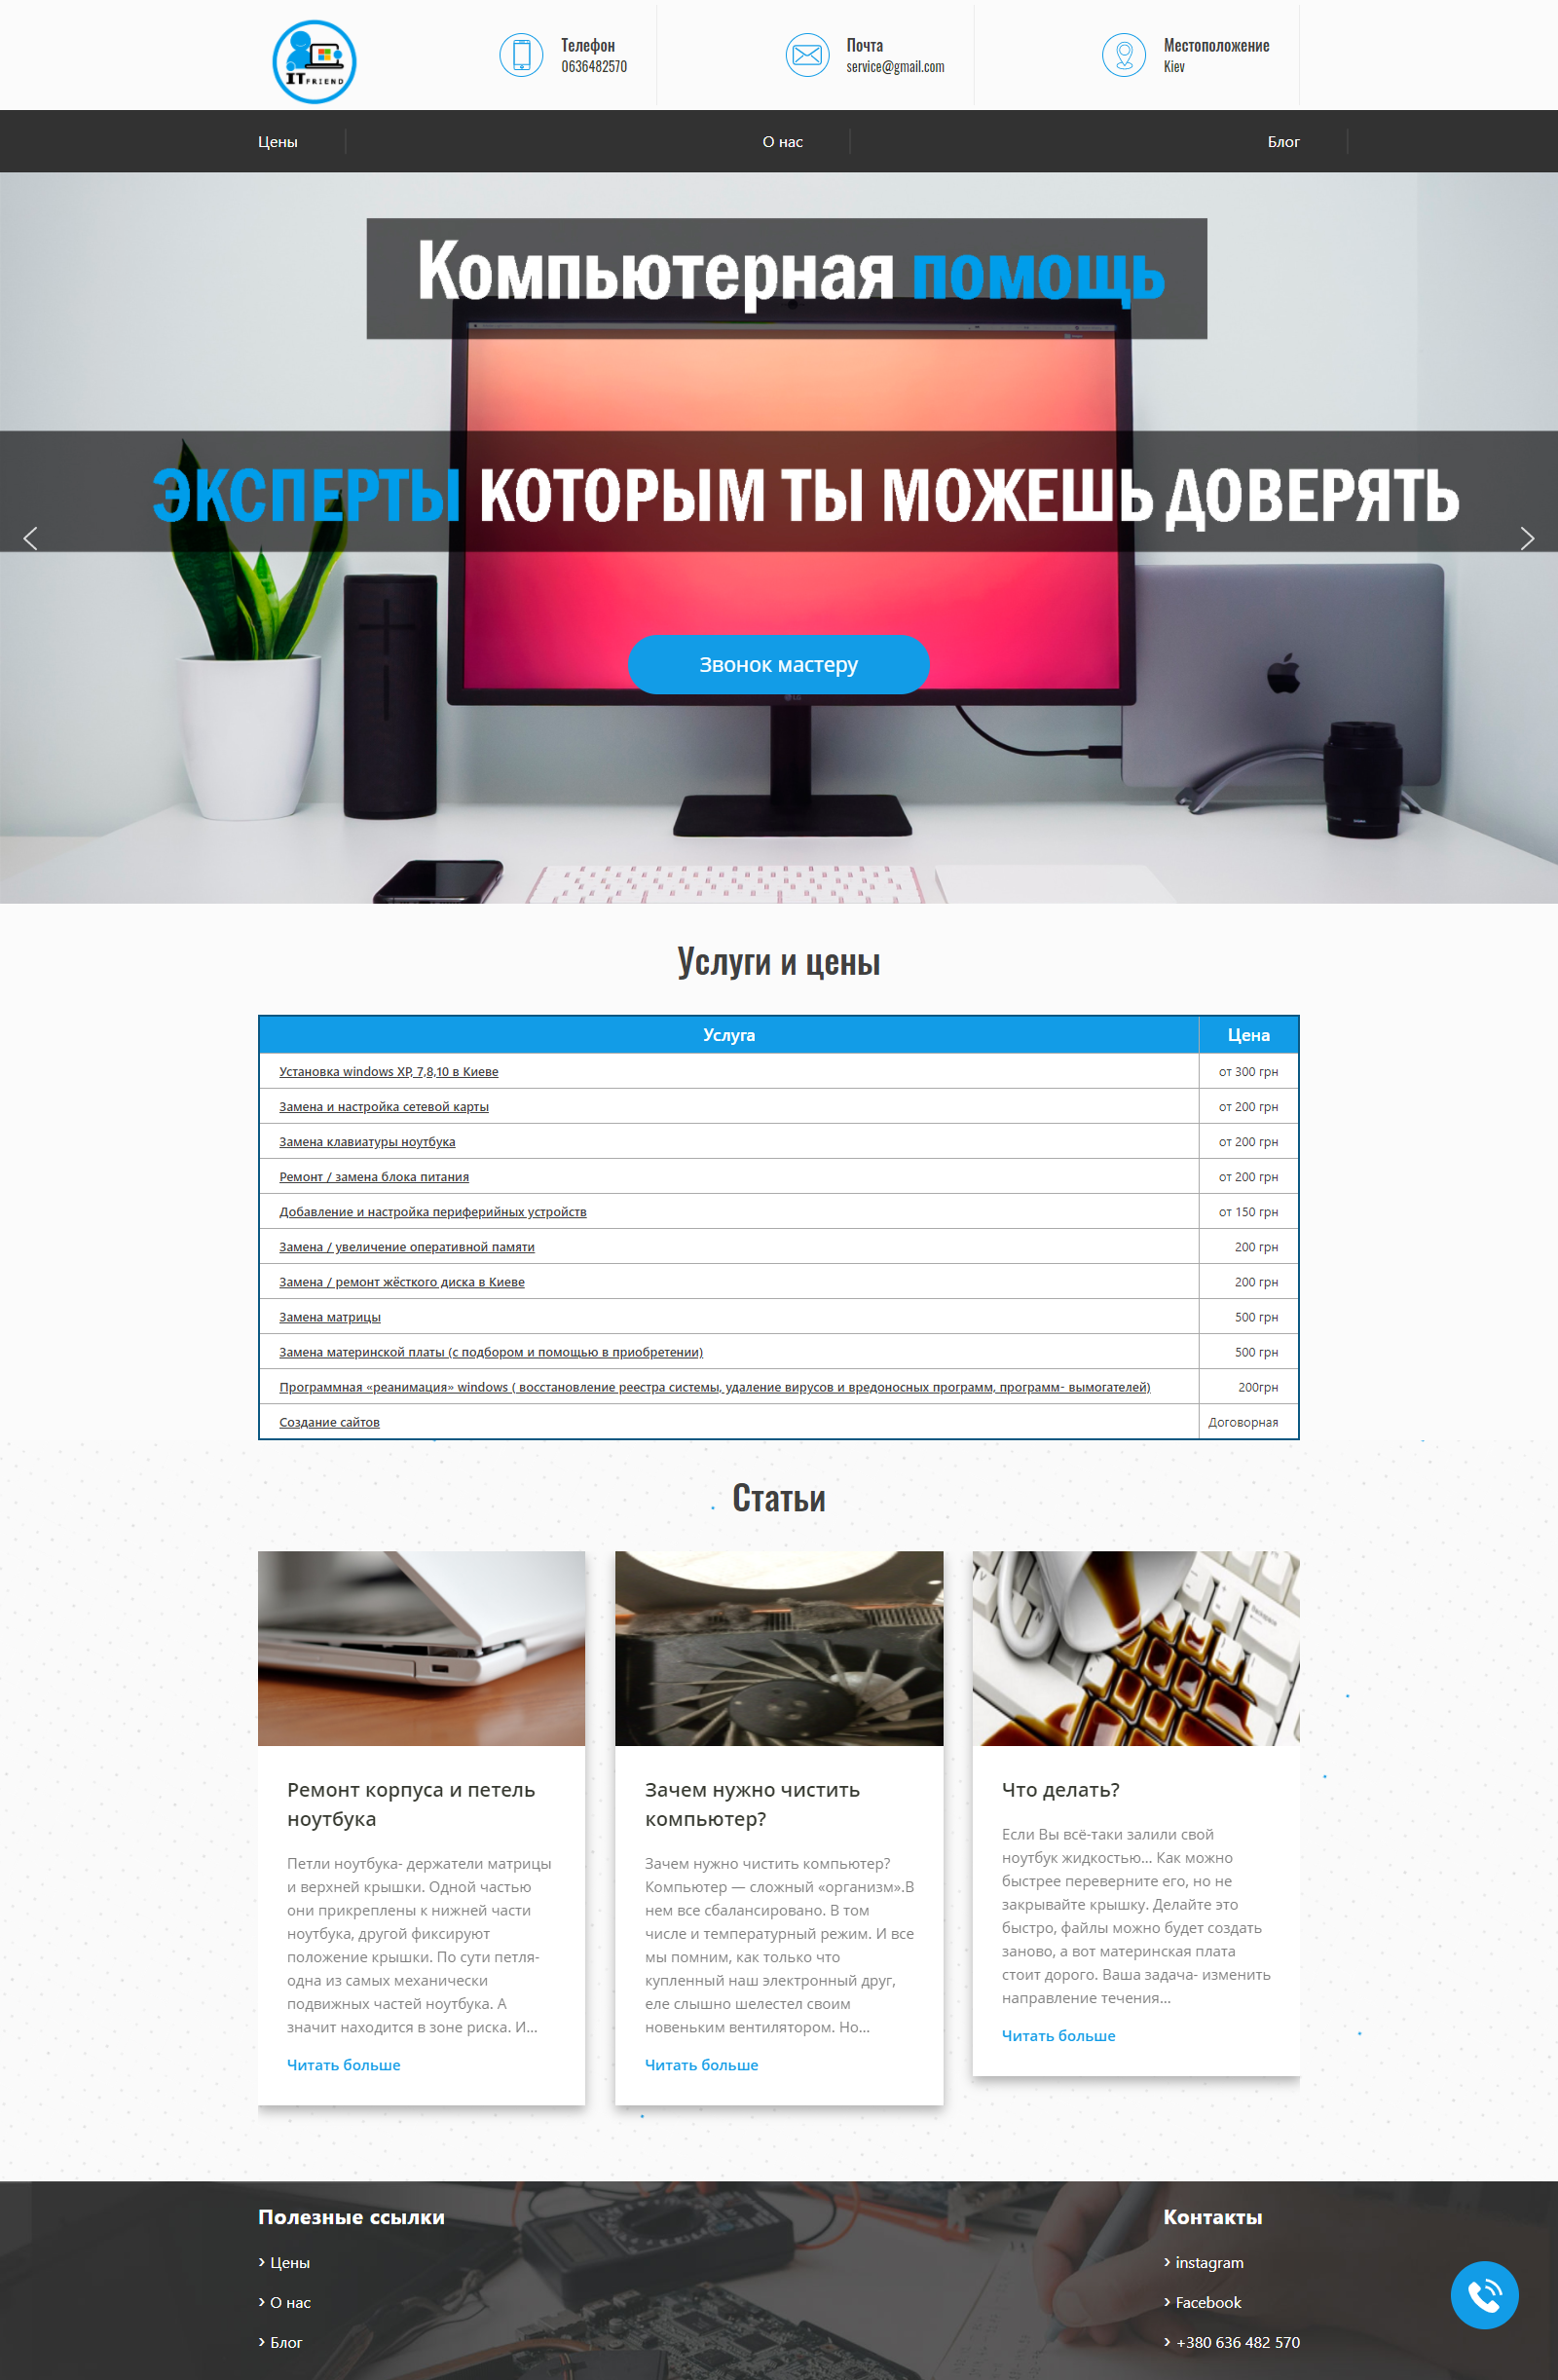 IT FRIEND
Телефон
0636482570
Почта
service@gmail.com
Местоположение
Kiev
Цены
О нас
Блог
Компьютерная помощь
ЭКСПЕРТЫ КОТОРЫМ ТЫ МОЖЕШЬ ДОВЕРЯТЬ
Звонок мастеру
LG
Услуги и цены
Услуга Цена
Установка windows XP, 7,8,10 в Киеве от 300 грн
Замена и настройка сетевой карты от 200 грн
Замена клавиатуры ноутбука от 200 грн
Ремонт / замена блока питания от 200 грн
Добавление и настройка периферийных устройств от 150 грн
Замена / увеличение оперативной памяти 200 грн
Замена / ремонт жёсткого диска в Киеве 200 грн
Замена матрицы 500 грн
Замена материнской платы (с подбором и помощью в приобретении) 500 грн
Программная «реанимация» windows ( восстановление реестра системы, удаление вирусов и вредоносных программ, программ- вымогателей) 200грн
Создание сайтов Договорная
Статьи
Ремонт корпуса и петель
ноутбука
Петли ноутбука- держатели матрицы
и верхней крышки. Одной частью
они прикреплены к нижней части
ноутбука, другой фиксируют
положение крышки. По сути петля-
одна из самых механически
подвижных частей ноутбука. А
значит находится в зоне риска. И...
Читать больше
Зачем нужно чистить
компьютер?
Зачем нужно чистить компьютер?
Компьютер — сложный «организм».В
нем все сбалансировано. В том
числе и температурный режим. И все
мы помним, как только что
купленный наш электронный друг,
еле слышно шелестел своим
новеньким вентилятором. Но...
Читать больше
Что делать?
Если Вы всё-таки залили свой
ноутбук жидкостью... Как можно
быстрее переверните его, но не
закрывайте крышку. Делайте это
быстро, файлы можно будет создать
заново, а вот материнская плата
стоит дорого. Ваша задача- изменить
направление течения...
Читать больше
Полезные ссылки
› Цены
› О нас
› Блог
Контакты
› instagram
› Facebook
› +380 636 482 570